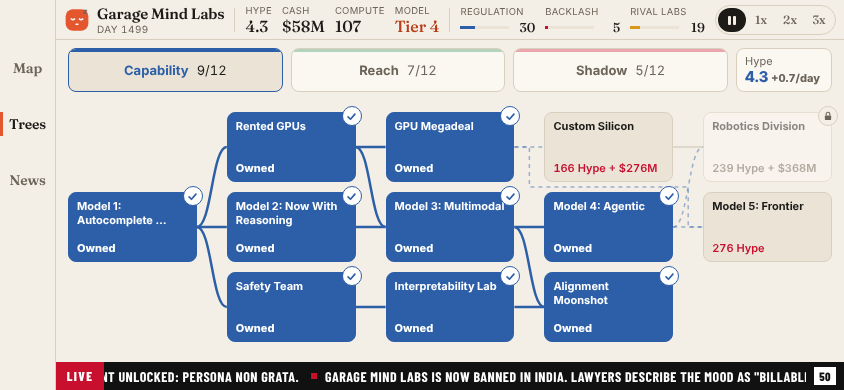 Garage Mind Labs
DAY 1499
HYPE
4.3
CASH
$58M
COMPUTE
107
MODEL
Tier 4
REGULATION
30
BACKLASH
5
RIVAL LABS
19
1x
2x
3x
Map
Trees
News
Capability 9/12
Reach 7/12
Shadow 5/12
Hype
4.3 +0.7/day
Rented GPUs
Owned
GPU Megadeal
Owned
Custom Silicon
166 Hype + $276M
Robotics Division
239 Hype + $368M
Model 1:
Autocomplete ...
Owned
Model 2: Now With
Reasoning
Owned
Model 3: Multimodal
Owned
Model 4: Agentic
Owned
Model 5: Frontier
276 Hype
Safety Team
Owned
Interpretability Lab
Owned
Alignment
Moonshot
Owned
LIVE
NT UNLOCKED: PERSONA NON GRATA. GARAGE MIND LABS IS NOW BANNED IN INDIA. LAWYERS DESCRIBE THE MOOD AS "BILLABL
50